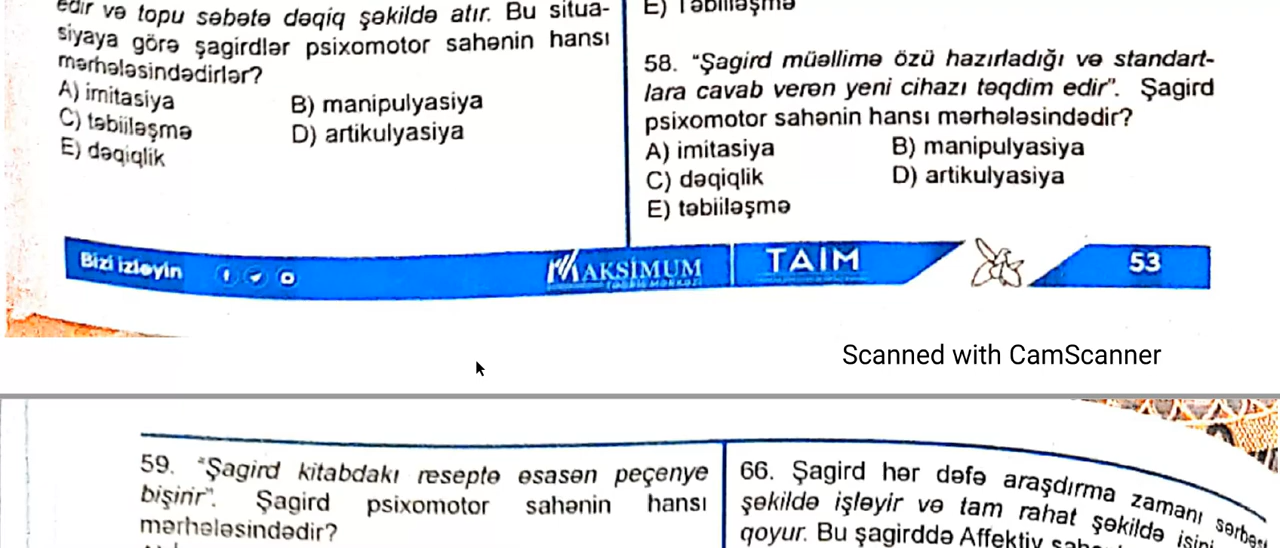 edir və topu səbətə dəqiq şəkildə atır. Bu situa-
siyaya görə şagirdlər psixomotor sahənin hansı
mərhələsindədirlər?
A) imitasiya B) manipulyasiya
C) təbiiləşmə D) artikulyasiya
E) dəqiqlik
E) Təbiiləşmə
58. “Şagird müəllimə özü hazırladığı və standart-
lara cavab verən yeni cihazı təqdim edir”. Şagird
psixomotor sahənin hansı mərhələsindədir?
A) imitasiya B) manipulyasiya
C) dəqiqlik D) artikulyasiya
E) təbiiləşmə
Bizi izləyin
MAKSİMUM
TAIM
53
Scanned with CamScanner
59. “Şagird kitabdakı reseptə əsasən peçenye
bişirir”. Şagird psixomotor sahənin hansı
mərhələsindədir?
66. Şagird hər dəfə araşdırma zamanı sərbəst
şəkildə işləyir və tam rahat şəkildə
qoyur. Bu şagirddə Affektiv